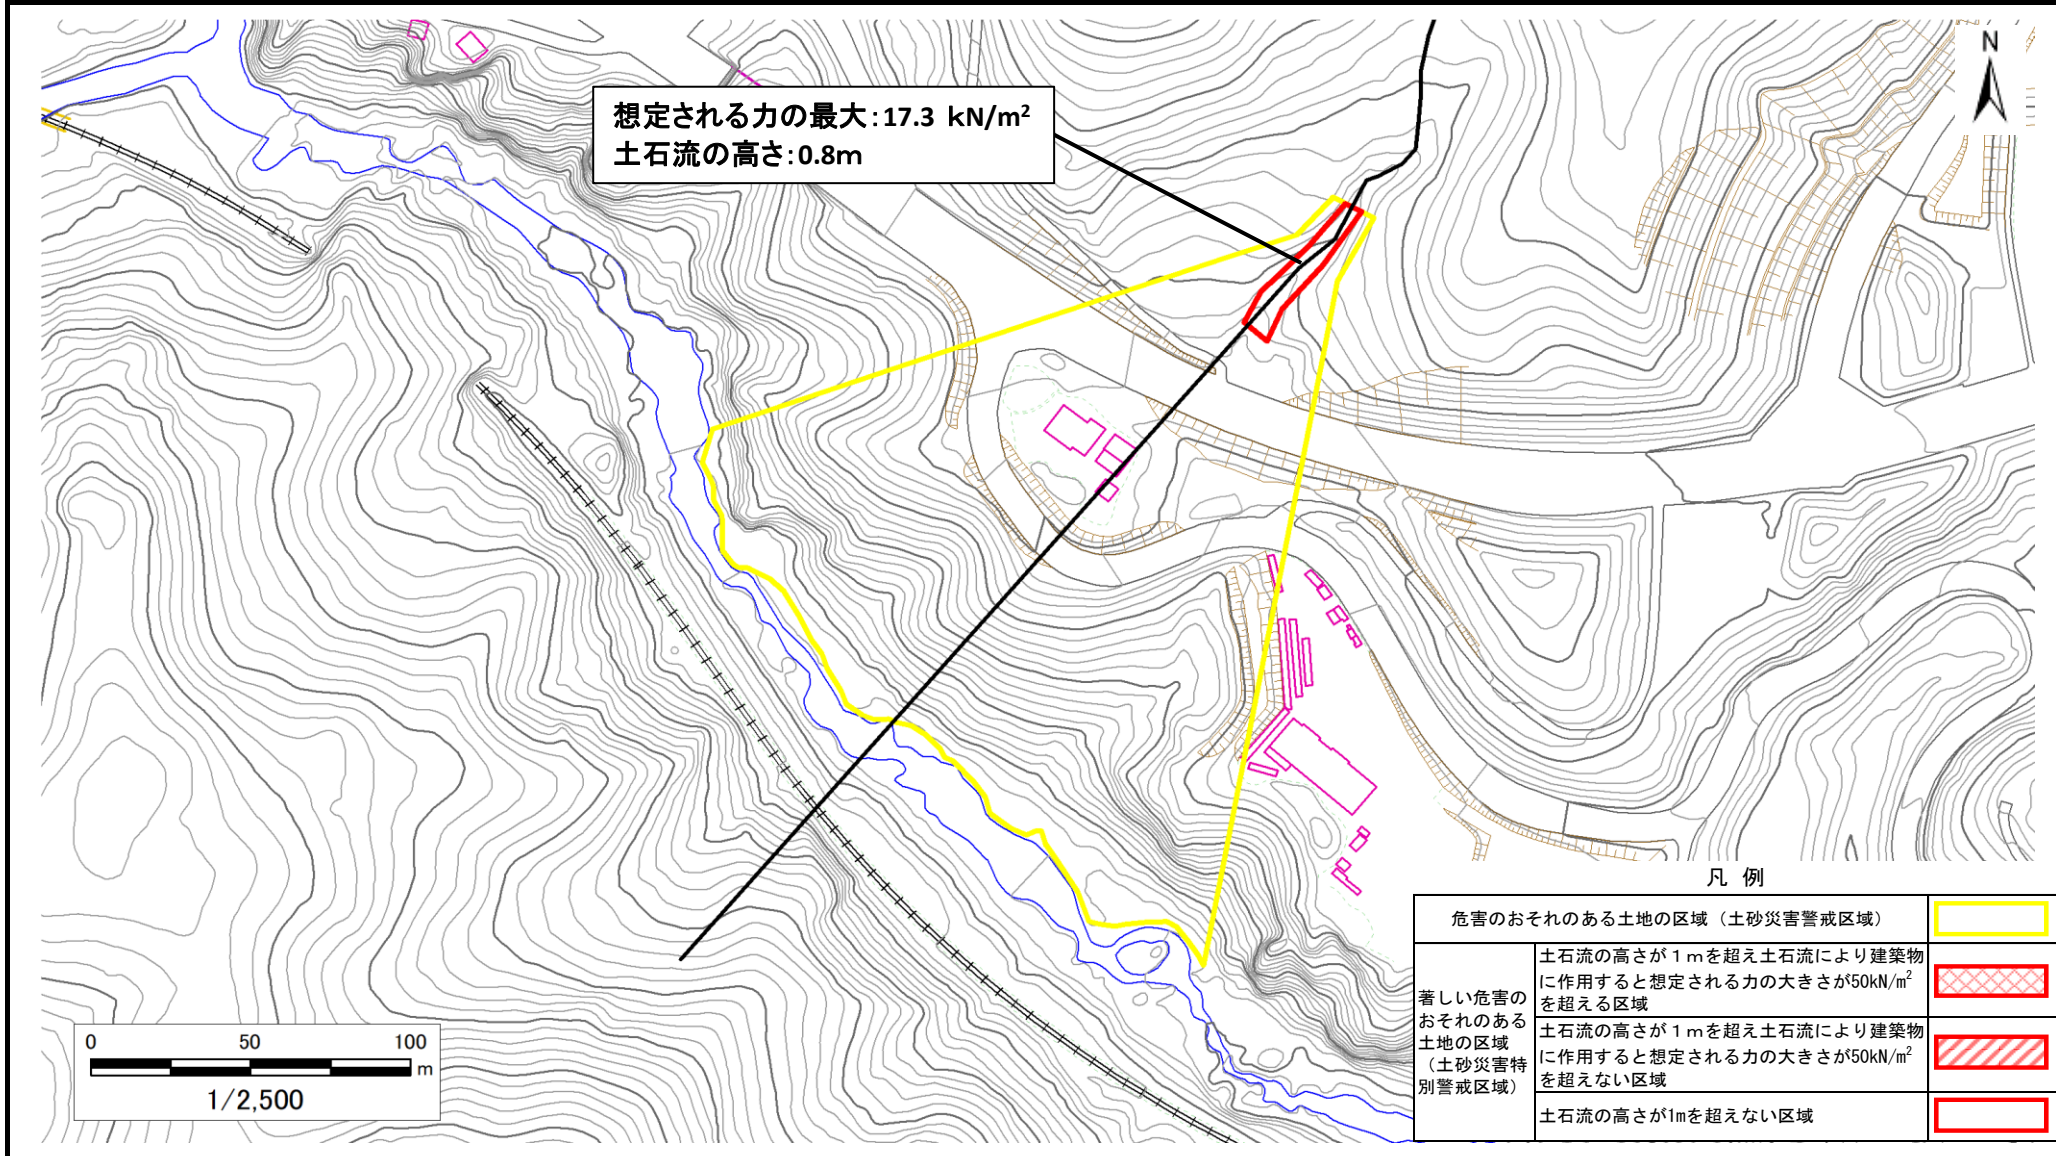 N
想定される力の最大:17.3 kN/m²
土石流の高さ:0.8m
0 50 100
m
1/2,500
凡 例
危害のおそれのある土地の区域（土砂災害警戒区域）
著しい危害の
おそれのある
土地の区域
（土砂災害特
別警戒区域）
土石流の高さが１ｍを超え土石流により建築物
に作用すると想定される力の大きさが50kN/㎡
を超える区域
土石流の高さが１ｍを超え土石流により建築物
に作用すると想定される力の大きさが50kN/㎡
を超えない区域
土石流の高さが1mを超えない区域